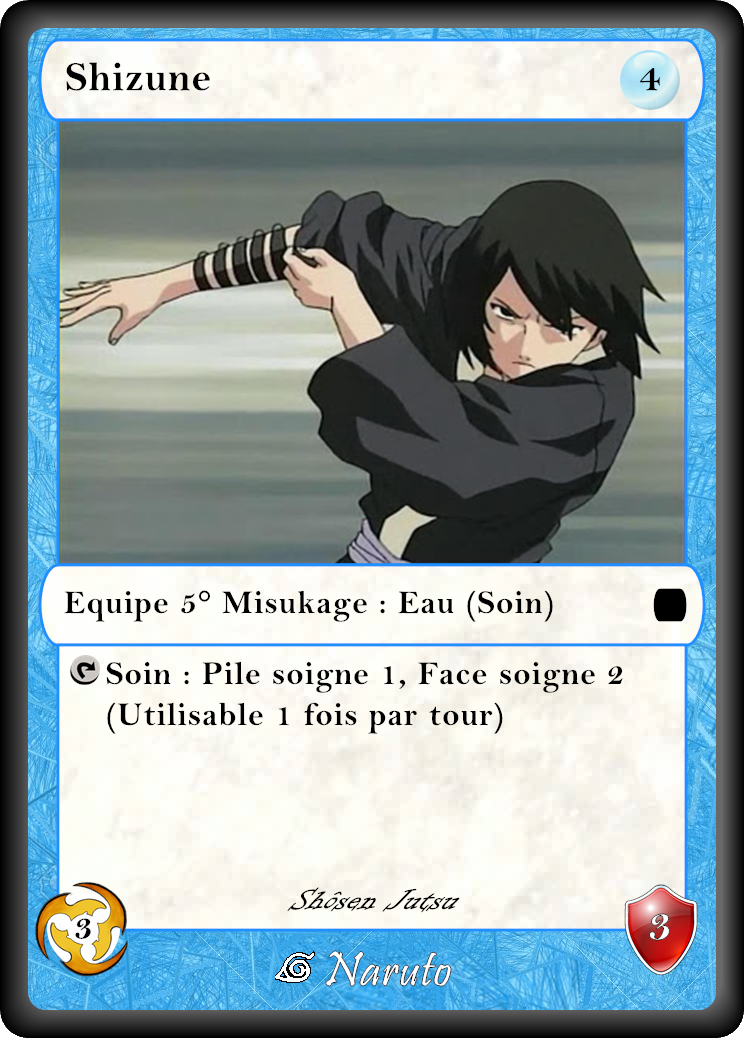 Shizune
4
Equipe 5° Misukage : Eau (Soin)
Soin : Pile soigne 1, Face soigne 2
(Utilisable 1 fois par tour)
Shôsen Jutsu
3
3
Naruto